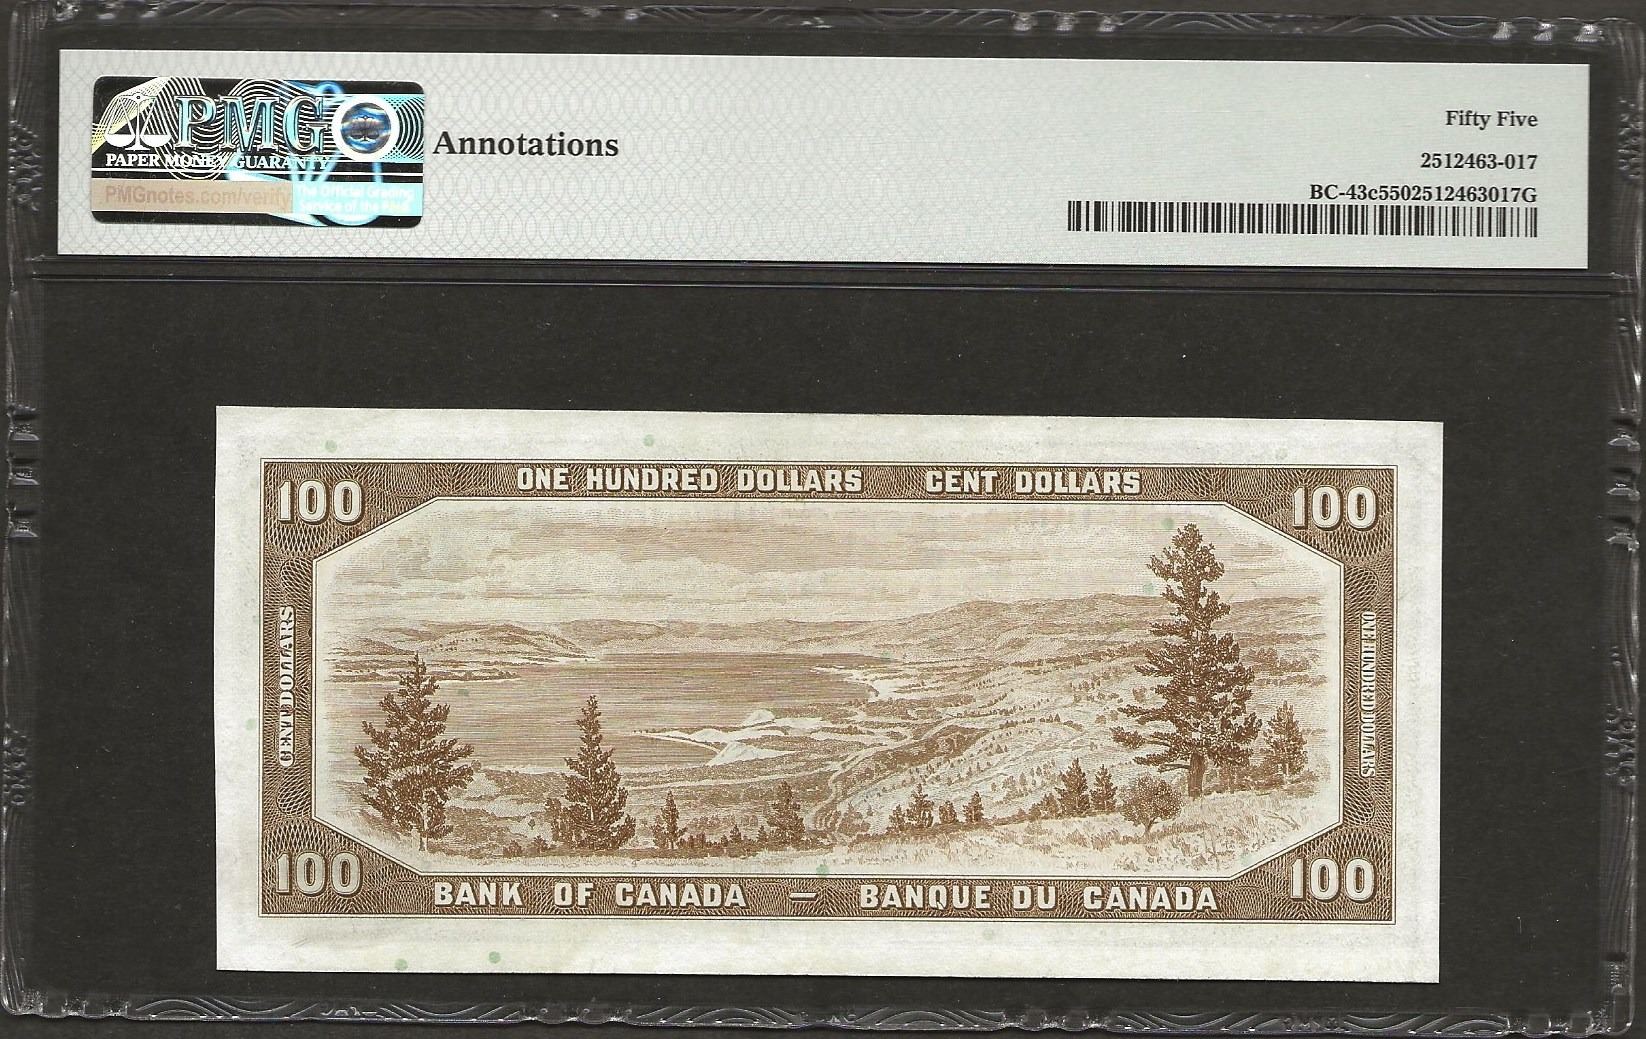 PMG
PAPER MONEY GUARANTY
PMGnotes.com/verify
The Official Grading
Service of the PNA
Annotations
Fifty Five
2512463-017
BC-43c5502512463017G
ONE HUNDRED DOLLARS CENT DOLLARS
100
100
CENT DOLLARS
ONE HUNDRED DOLLARS
100
100
BANK OF CANADA — BANQUE DU CANADA